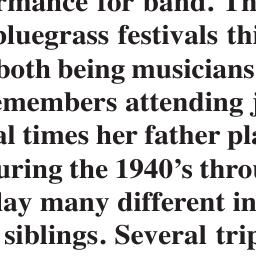 rmance for band. Th
bluegrass festivals thi
both being musicians
emembers attending j
al times her father pla
uring the 1940's throu
lay many different in
siblings. Several trip